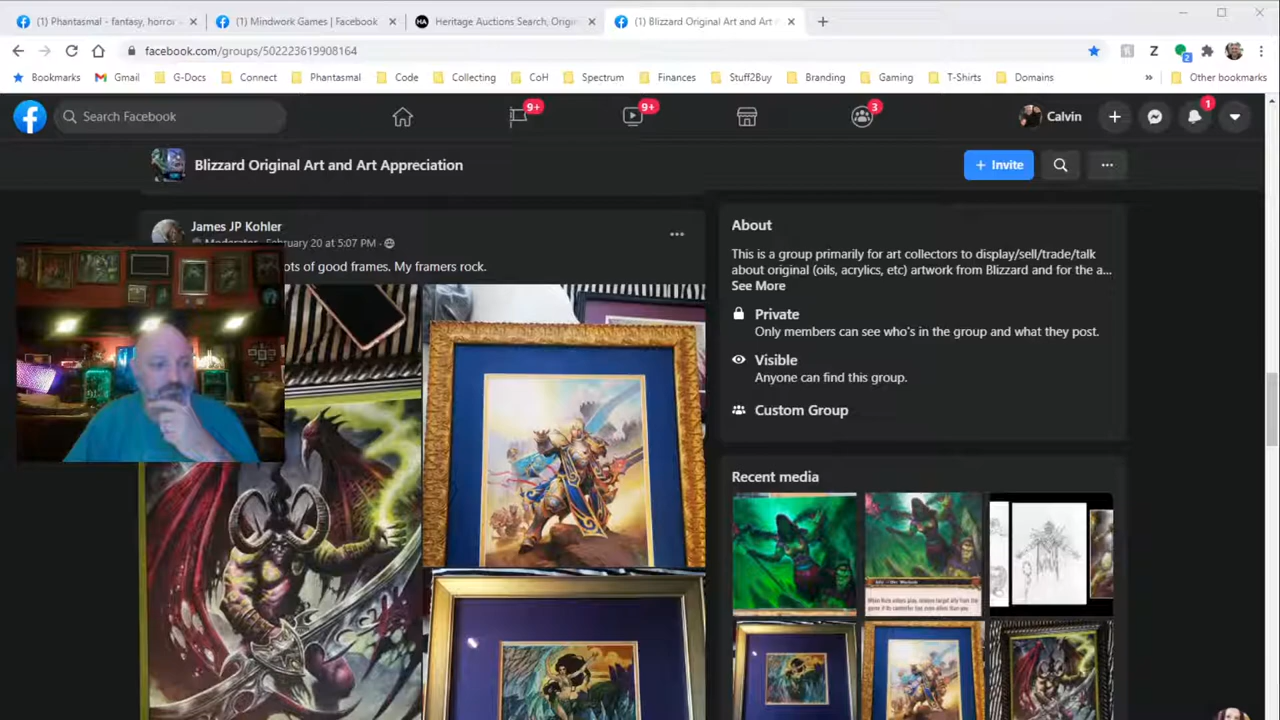 (1) Phantasmal - fantasy, horror
(1) Mindwork Games | Facebook
Heritage Auctions Search, Origin
(1) Blizzard Original Art and Art
facebook.com/groups/502223619908164
Bookmarks Gmail G-Docs Connect Phantasmal Code Collecting CoH Spectrum Finances Stuff2Buy Branding Gaming T-Shirts Domains » Other bookmarks
Search Facebook
9+ 9+ 3 Calvin 1
Blizzard Original Art and Art Appreciation
+ Invite
James JP Kohler
Moderator · February 20 at 5:07 PM ·
ots of good frames. My framers rock.
About
This is a group primarily for art collectors to display/sell/trade/talk
about original (oils, acrylics, etc) artwork from Blizzard and for the a...
See More
Private
Only members can see who's in the group and what they post.
Visible
Anyone can find this group.
Custom Group
Recent media